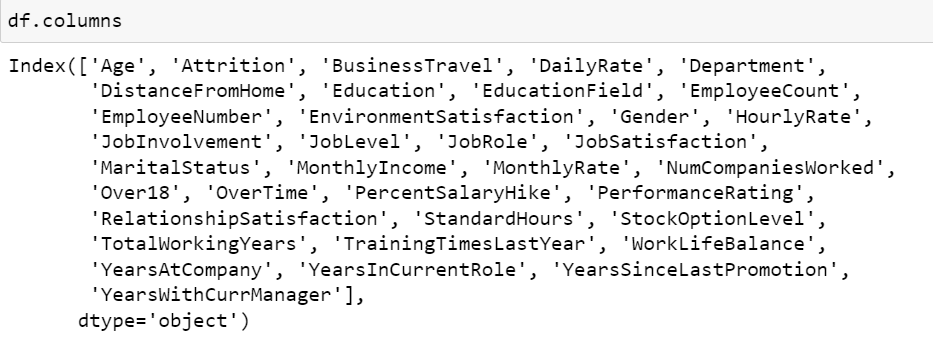 df.columns
Index(['Age', 'Attrition', 'BusinessTravel', 'DailyRate', 'Department',
'DistanceFromHome', 'Education', 'EducationField', 'EmployeeCount',
'EmployeeNumber', 'EnvironmentSatisfaction', 'Gender', 'HourlyRate',
'JobInvolvement', 'JobLevel', 'JobRole', 'JobSatisfaction',
'MaritalStatus', 'MonthlyIncome', 'MonthlyRate', 'NumCompaniesWorked',
'Over18', 'OverTime', 'PercentSalaryHike', 'PerformanceRating',
'RelationshipSatisfaction', 'StandardHours', 'StockOptionLevel',
'TotalWorkingYears', 'TrainingTimesLastYear', 'WorkLifeBalance',
'YearsAtCompany', 'YearsInCurrentRole', 'YearsSinceLastPromotion',
'YearsWithCurrManager'],
dtype='object')